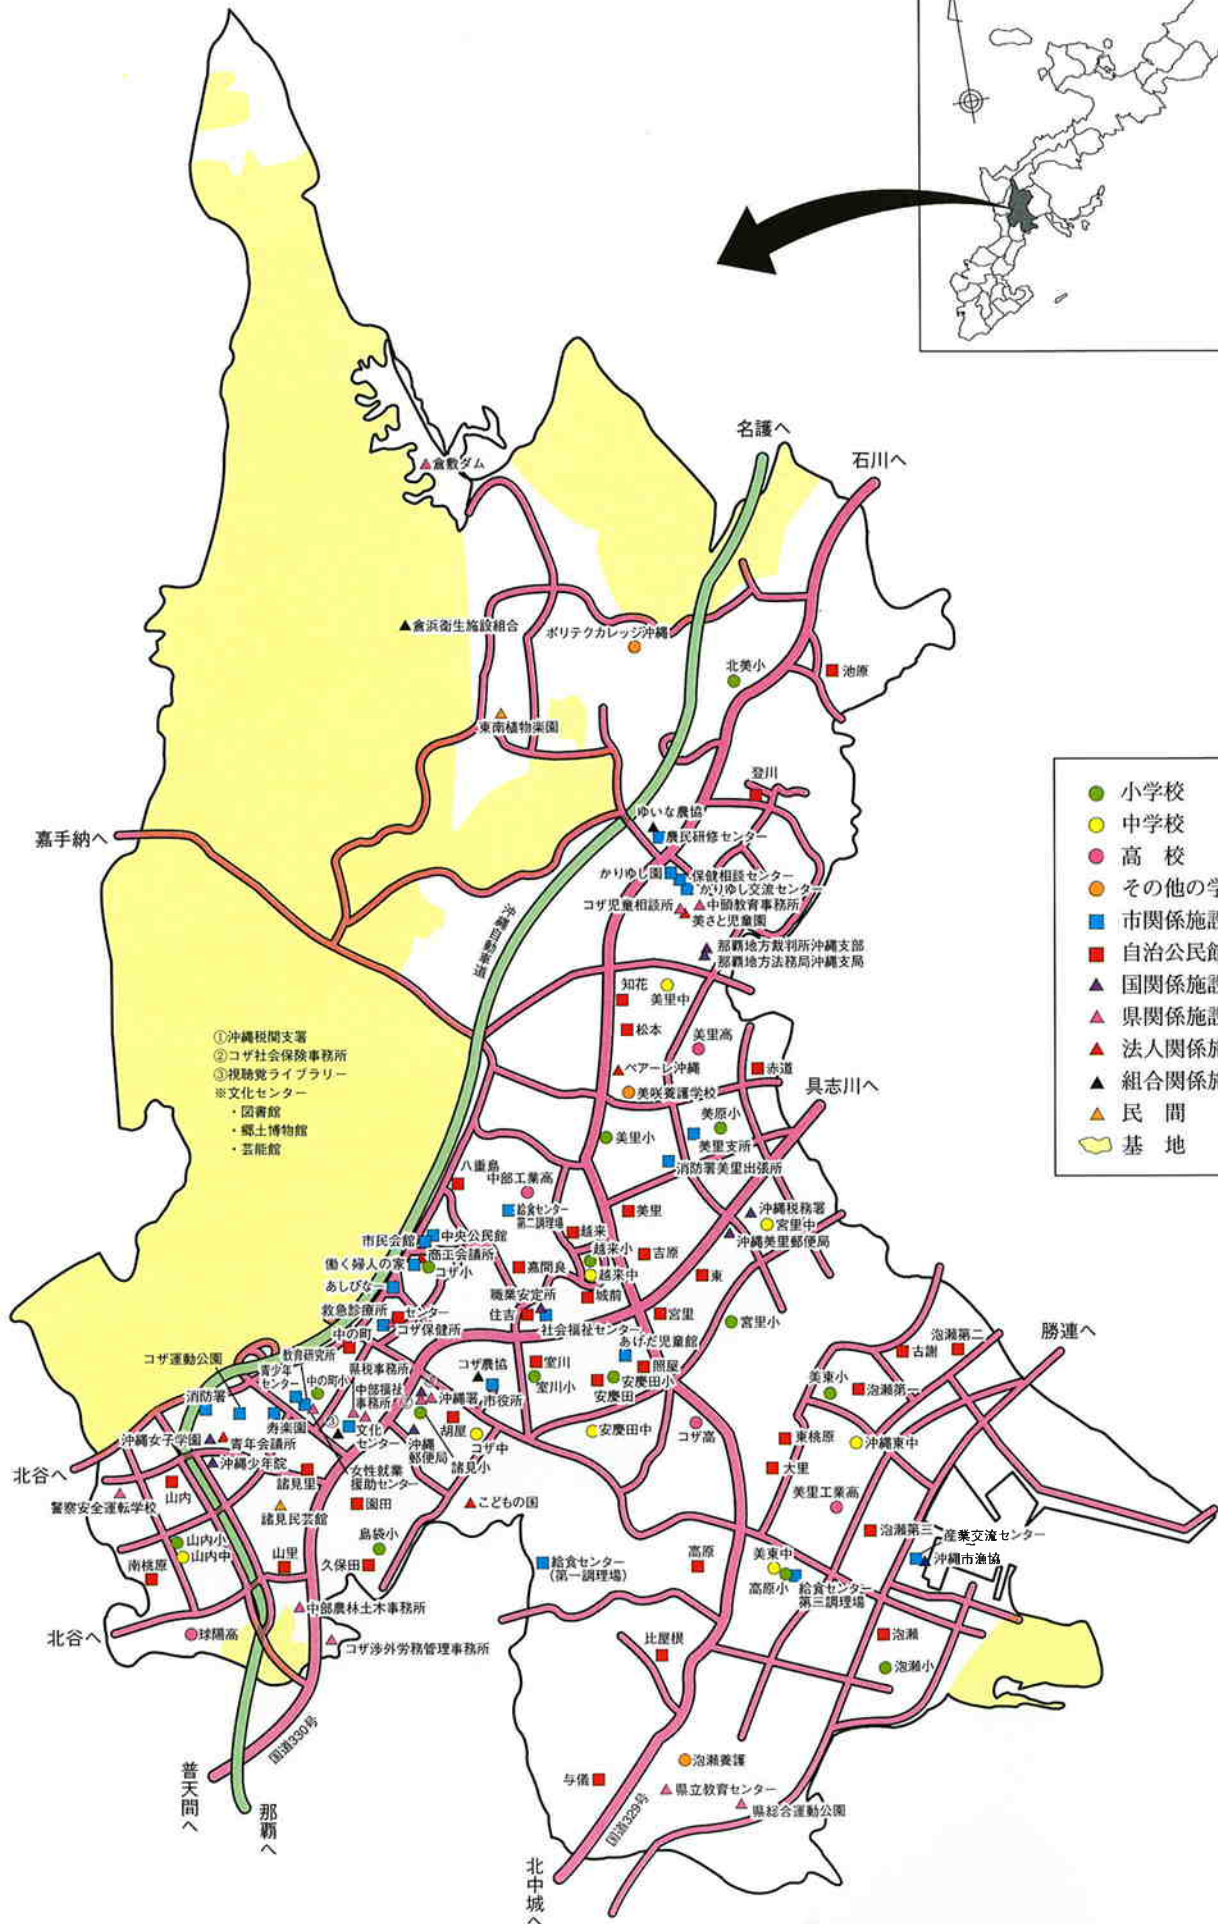 名護へ
石川へ
倉敷ダム
倉浜衛生施設組合
ポリテクカレッジ沖縄
北美小
池原
東南植物楽園
登川
ゆいな農協
農民研修センター
嘉手納へ
かりゆし園
保健相談センター
かりゆし交流センター
コザ児童相談所
中頭教育事務所
美さと児童園
沖縄自動車道
那覇地方裁判所沖縄支部
那覇地方法務局沖縄支局
知花
美里中
松本
美里高
①沖縄税関支署
②コザ社会保険事務所
③視聴覚ライブラリー
※文化センター
・図書館
・郷土博物館
・芸能館
ペアーレ沖縄
赤道
美咲養護学校
具志川へ
美原小
美里小
美里支所
消防署美里出張所
八重島
中部工業高
給食センター
第二調理場
美里
沖縄税務署
宮里中
沖縄美里郵便局
市民会館
中央公民館
越来
商工会議所
越来小
吉原
働く婦人の家
コザ小
嘉間良
越来中
東
あしびなー
職業安定所
城前
救急診療所
センター
住吉
宮里
宮里小
コザ保健所
社会福祉センター
中の町
あげだ児童館
コザ運動公園
教育研究所
県税事務所
コザ農協
室川
照屋
青少年
センター
中の町小
中部福祉
事務所
室川小
安慶田小
安慶田
消防署
沖縄署
市役所
寿楽園
③
文化
センター
胡屋
沖縄女子学園
青年会議所
沖縄
郵便局
コザ中
安慶田中
コザ高
沖縄少年院
諸見小
北谷へ
諸見里
女性就業
援助センター
警察安全運転学校
山内
園田
こどもの国
諸見民芸館
島袋小
山内小
山内中
南桃原
山里
久保田
給食センター
(第一調理場)
高原
中部農林土木事務所
北谷へ
球陽高
コザ渉外労務管理事務所
国道330号
普天間へ
那覇へ
勝連へ
泡瀬第二
古謝
美東小
泡瀬第一
東桃原
沖縄東中
大里
美里工業高
泡瀬第三
産業交流センター
沖縄市漁協
美東中
高原小
給食センター
第三調理場
比屋根
泡瀬
泡瀬小
泡瀬養護
与儀
県立教育センター
県総合運動公園
国道329号
北中城へ
小学校
中学校
高 校
その他の学
市関係施設
自治公民館
国関係施設
県関係施設
法人関係施
組合関係施
民 間
基 地